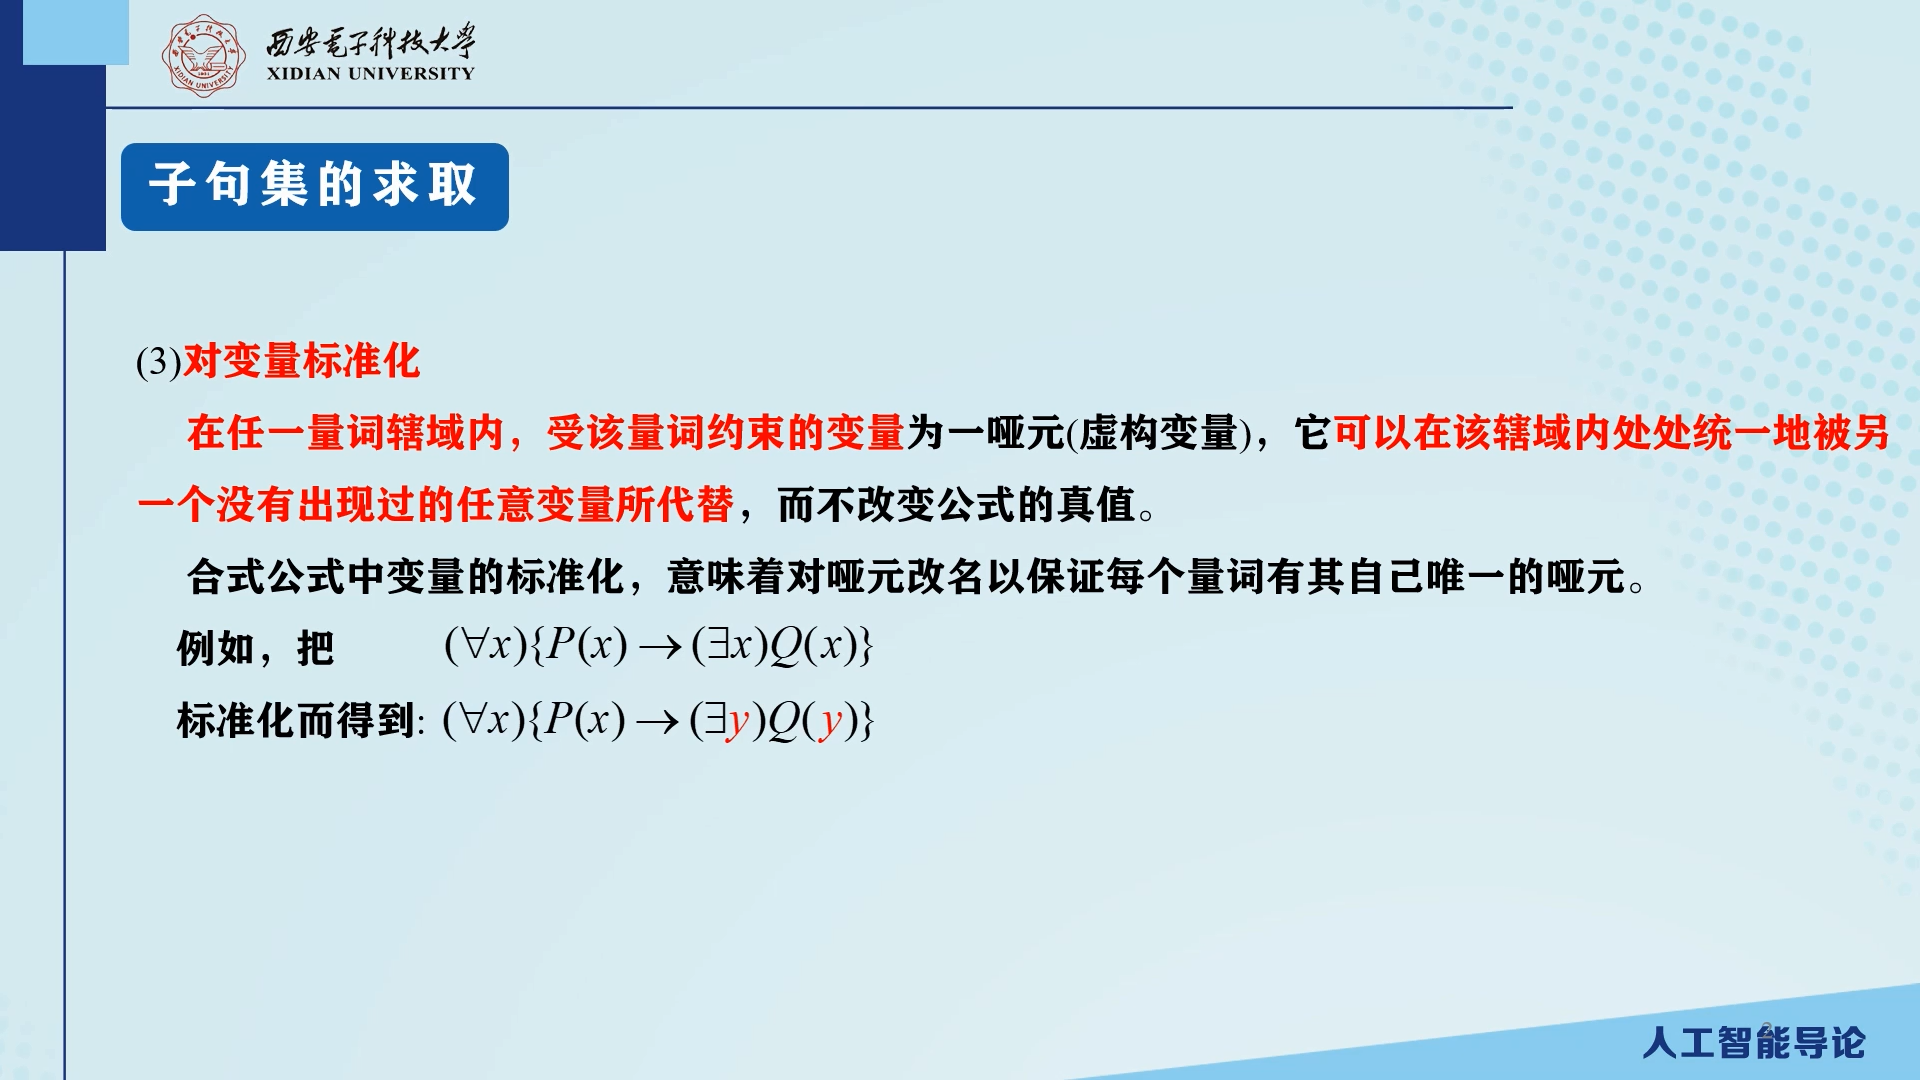 西安电子科技大学
XIDIAN UNIVERSITY
子句集的求取
(3)对变量标准化
在任一量词辖域内，受该量词约束的变量为一哑元(虚构变量)，它可以在该辖域内处处统一地被另
一个没有出现过的任意变量所代替，而不改变公式的真值。
合式公式中变量的标准化，意味着对哑元改名以保证每个量词有其自己唯一的哑元。
例如，把 (∀x){P(x)→(∃x)Q(x)}
标准化而得到: (∀x){P(x)→(∃y)Q(y)}
人工智能导论